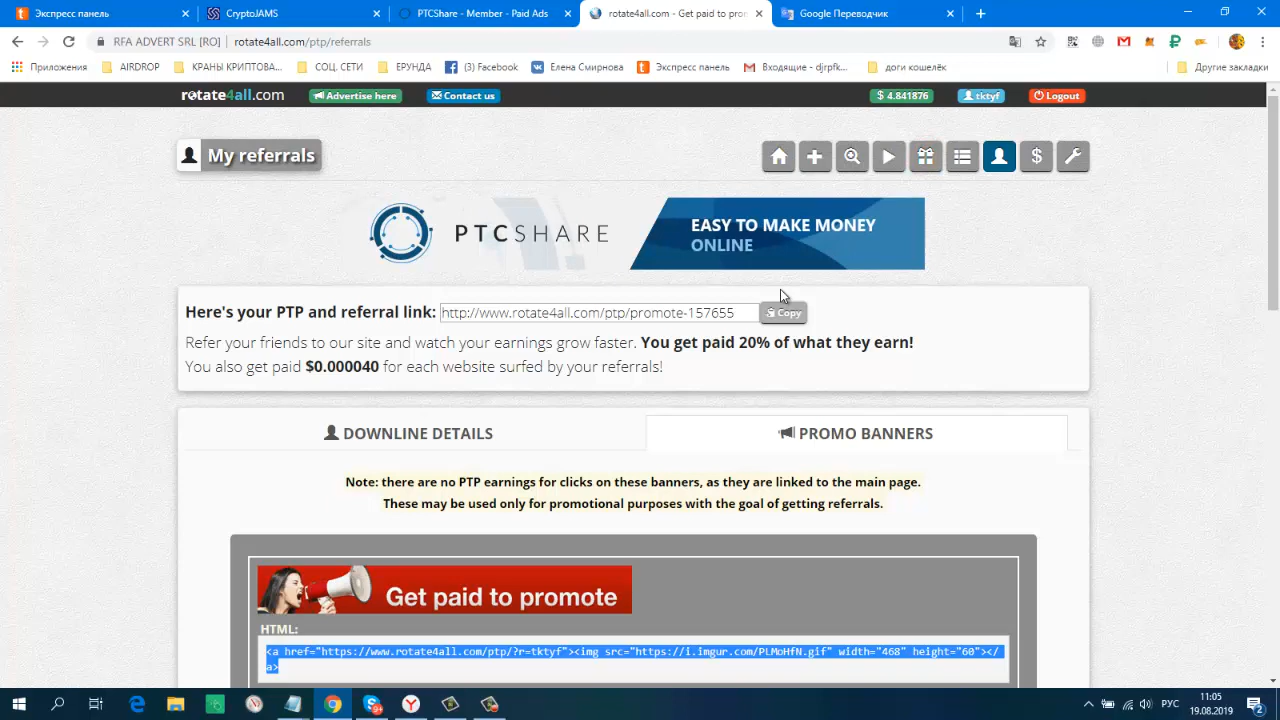 Экспресс панель
CryptoJAMS
PTCShare - Member - Paid Ads
rotate4all.com - Get paid to pro
Google Переводчик
RFA ADVERT SRL [RO]
rotate4all.com/ptp/referrals
Приложения
AIRDROP
КРАНЫ КРИПТОВА...
СОЦ. СЕТИ
ЕРУНДА
(3) Facebook
Елена Смирнова
Экспресс панель
Входящие - djrpfk...
доги кошелёк
Другие закладки
rotate4all.com
Advertise here
Contact us
$ 4.841876
tktyf
Logout
My referrals
PTCSHARE
EASY TO MAKE MONEY
ONLINE
Here's your PTP and referral link: http://www.rotate4all.com/ptp/promote-157655 Copy
Refer your friends to our site and watch your earnings grow faster. You get paid 20% of what they earn!
You also get paid $0.000040 for each website surfed by your referrals!
DOWNLINE DETAILS
PROMO BANNERS
Note: there are no PTP earnings for clicks on these banners, as they are linked to the main page.
These may be used only for promotional purposes with the goal of getting referrals.
Get paid to promote
HTML:
<a href="https://www.rotate4all.com/ptp/?r=tktyf"><img src="https://i.imgur.com/PLMoHfN.gif" width="468" height="60"></
a>
РУС
11:05
19.08.2019
2